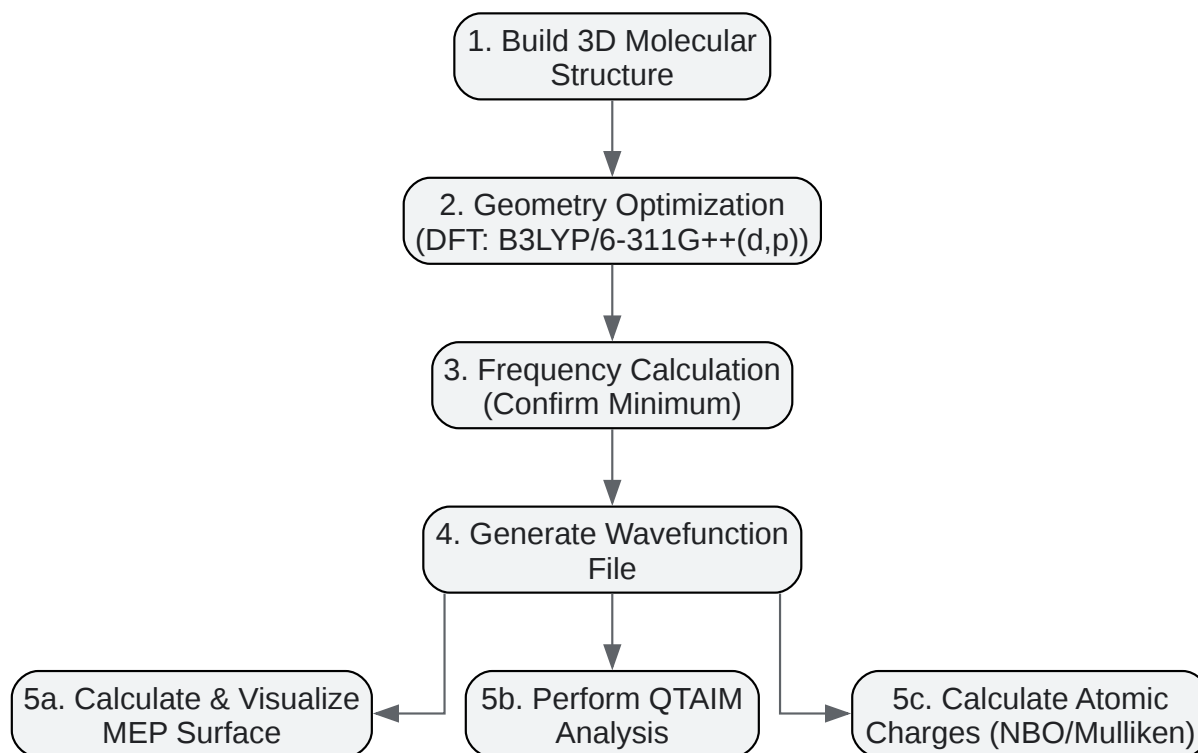 1. Build 3D Molecular
Structure
2. Geometry Optimization
(DFT: B3LYP/6-311G++(d,p))
3. Frequency Calculation
(Confirm Minimum)
4. Generate Wavefunction
File
5a. Calculate & Visualize
MEP Surface
5b. Perform QTAIM
Analysis
5c. Calculate Atomic
Charges (NBO/Mulliken)